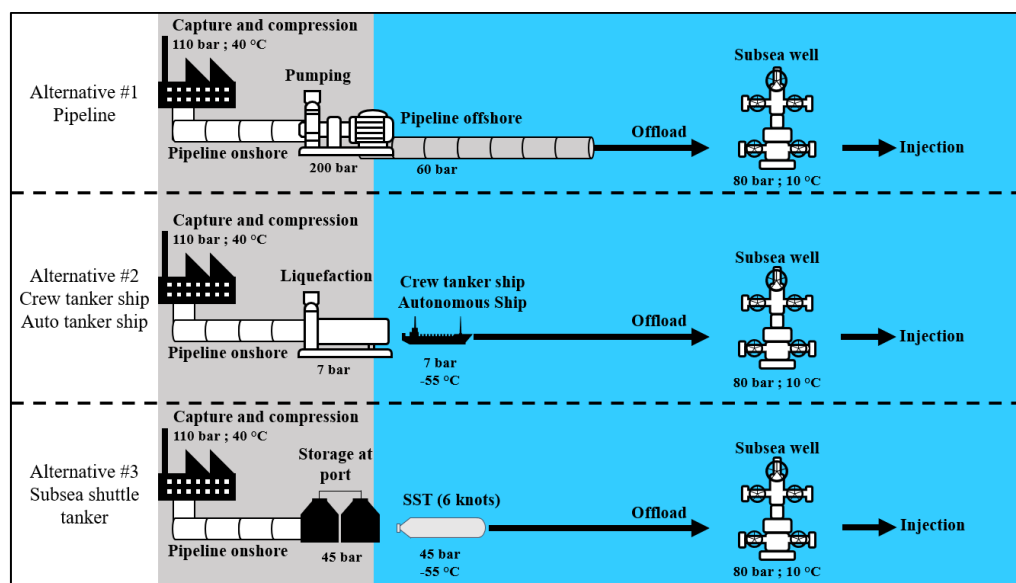 Capture and compression
110 bar ; 40 °C
Alternative #1
Pipeline
Pumping
Pipeline onshore
200 bar
Pipeline offshore
60 bar
Offload
Subsea well
80 bar ; 10 °C
Injection
Capture and compression
110 bar ; 40 °C
Alternative #2
Crew tanker ship
Auto tanker ship
Liquefaction
Pipeline onshore
7 bar
Crew tanker ship
Autonomous Ship
7 bar
-55 °C
Offload
Subsea well
80 bar ; 10 °C
Injection
Capture and compression
110 bar ; 40 °C
Alternative #3
Subsea shuttle
tanker
Storage at
port
Pipeline onshore
45 bar
SST (6 knots)
45 bar
-55 °C
Offload
Subsea well
80 bar ; 10 °C
Injection